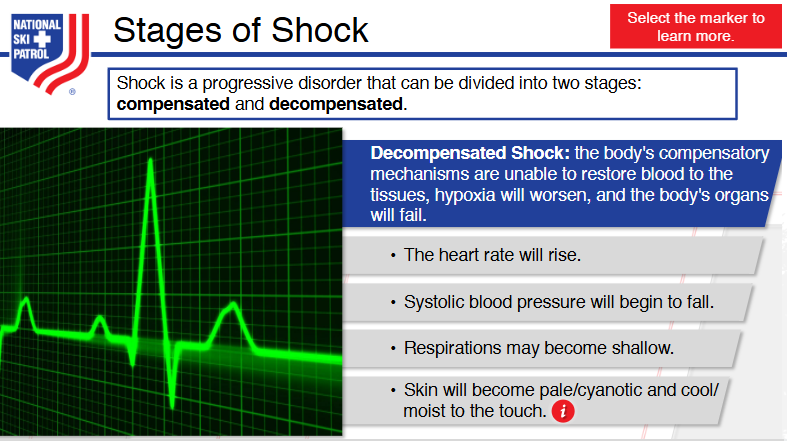 NATIONAL
SKI
PATROL
®
Stages of Shock
Select the marker to
learn more.
Shock is a progressive disorder that can be divided into two stages:
compensated and decompensated.
Decompensated Shock: the body's compensatory
mechanisms are unable to restore blood to the
tissues, hypoxia will worsen, and the body's organs
will fail.
• The heart rate will rise.
• Systolic blood pressure will begin to fall.
• Respirations may become shallow.
• Skin will become pale/cyanotic and cool/
moist to the touch. i